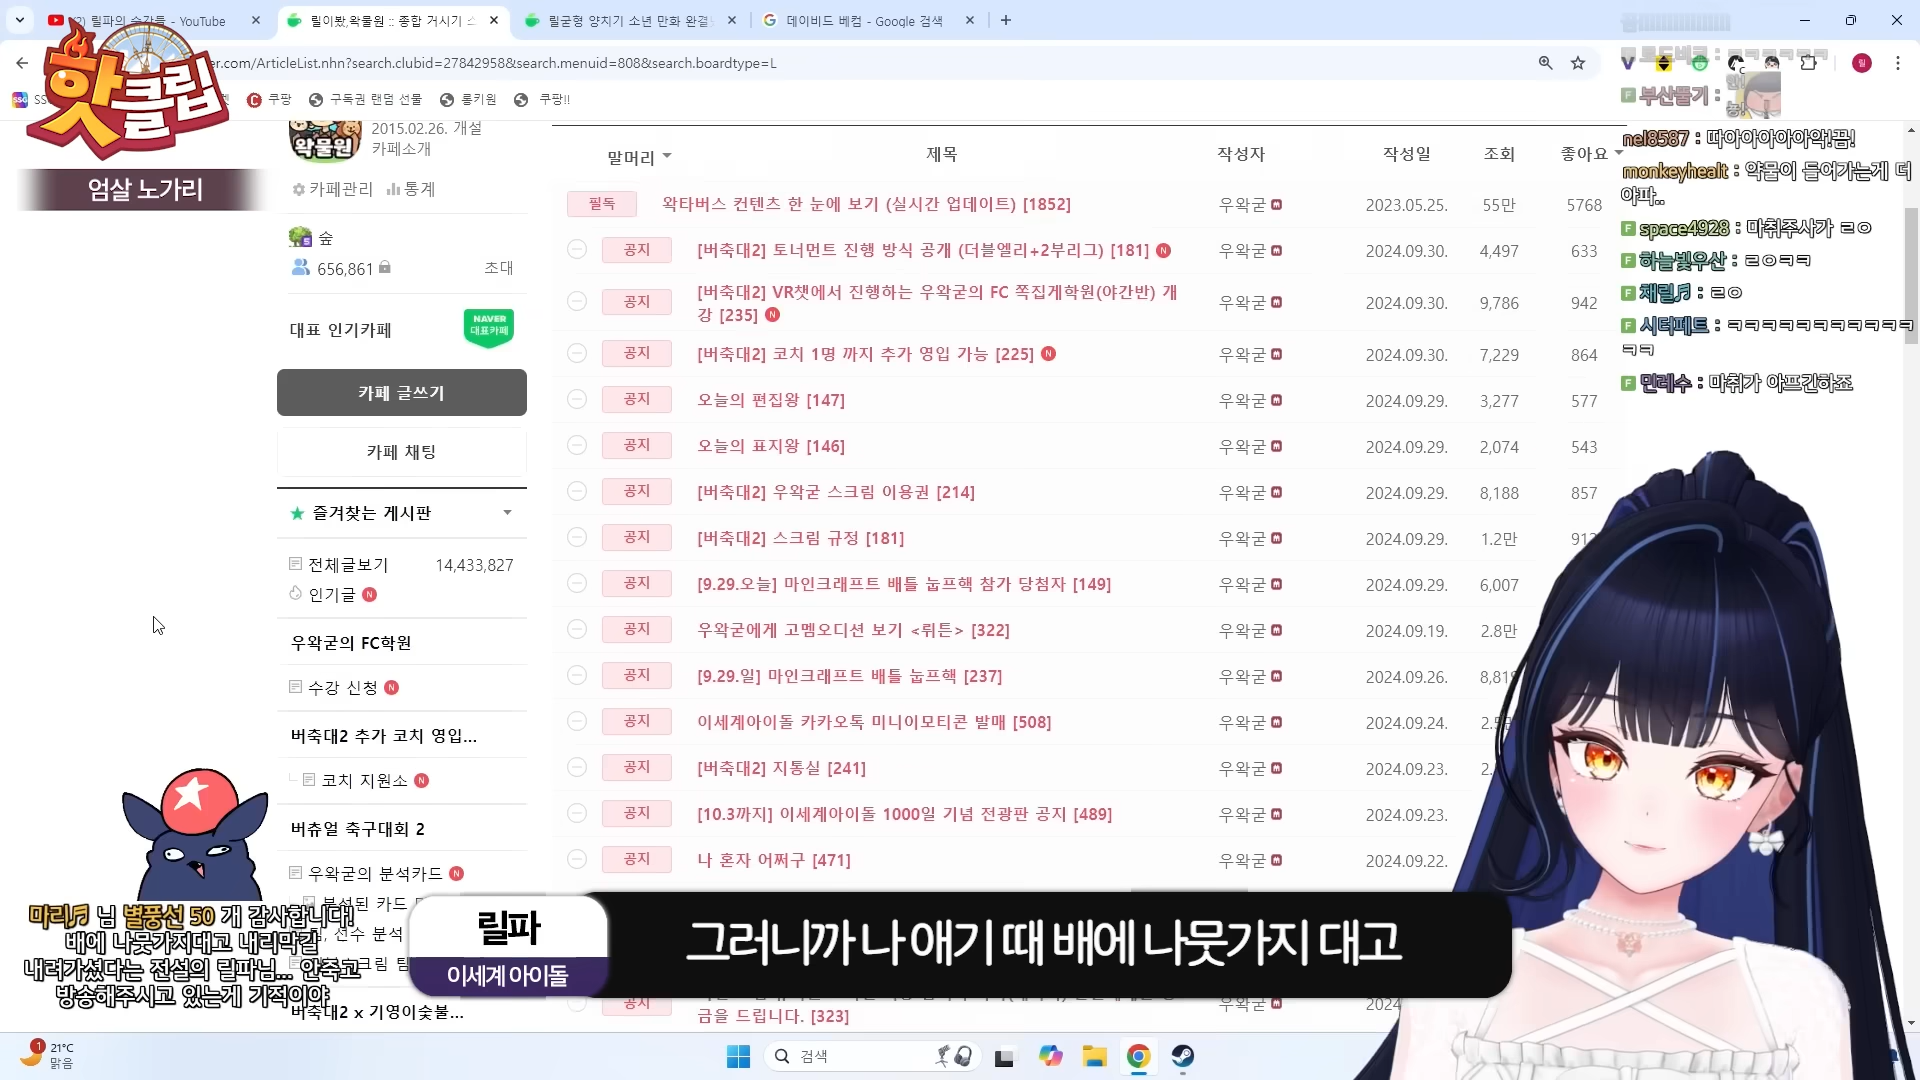 릴파의 순간들 - YouTube
릴이봤,왁물원 :: 종합 거시기 스
릴굳형 양치기 소년 만화 완결
데이비드 베컴 - Google 검색
er.com/ArticleList.nhn?search.clubid=27842958&search.menuid=808&search.boardtype=L
쿠팡
구독권 랜덤 선물
롱키원
쿠팡!!
핫클립
엄살 노가리
왁물원
2015.02.26. 개설
카페소개
카페관리
통계
숲
656,861
초대
대표 인기카페
NAVER
대표카페
카페 글쓰기
카페 채팅
즐겨찾는 게시판
전체글보기 14,433,827
인기글
우왁굳의 FC학원
수강 신청
버축대2 추가 코치 영입...
코치 지원소
버츄얼 축구대회 2
우왁굳의 분석카드
버축대2 x 기영이숯불...
말머리 제목 작성자 작성일 조회 좋아요
필독 왁타버스 컨텐츠 한 눈에 보기 (실시간 업데이트) [1852] 우왁굳 2023.05.25. 55만 5768
공지 [버축대2] 토너먼트 진행 방식 공개 (더블엘리+2부리그) [181] 우왁굳 2024.09.30. 4,497 633
공지 [버축대2] VR챗에서 진행하는 우왁굳의 FC 쪽집게학원(야간반) 개
강 [235] 우왁굳 2024.09.30. 9,786 942
공지 [버축대2] 코치 1명 까지 추가 영입 가능 [225] 우왁굳 2024.09.30. 7,229 864
공지 오늘의 편집왕 [147] 우왁굳 2024.09.29. 3,277 577
공지 오늘의 표지왕 [146] 우왁굳 2024.09.29. 2,074 543
공지 [버축대2] 우왁굳 스크림 이용권 [214] 우왁굳 2024.09.29. 8,188 857
공지 [버축대2] 스크림 규정 [181] 우왁굳 2024.09.29. 1.2만
공지 [9.29.오늘] 마인크래프트 배틀 눕프핵 참가 당첨자 [149] 우왁굳 2024.09.29. 6,007
공지 우왁굳에게 고멤오디션 보기 <뤼튼> [322] 우왁굳 2024.09.19. 2.8만
공지 [9.29.일] 마인크래프트 배틀 눕프핵 [237] 우왁굳 2024.09.26.
공지 이세계아이돌 카카오톡 미니이모티콘 발매 [508] 우왁굳 2024.09.24.
공지 [버축대2] 지통실 [241] 우왁굳 2024.09.23.
공지 [10.3까지] 이세계아이돌 1000일 기념 전광판 공지 [489] 우왁굳 2024.09.23.
공지 나 혼자 어쩌구 [471] 우왁굳 2024.09.22.
공지 금을 드립니다. [323] 우왁굳
부산뚤기 :
nel8587 : 따아아아아아악!끔!
monkeyhealt : 약물이 들어가는게 더
아파..
space4928 : 마취주사가 ㄹㅇ
하늘빛우산 : ㄹㅇㅋㅋ
채릴♬ : ㄹㅇ
시터페트 : ㅋㅋㅋㅋㅋㅋㅋㅋㅋㅋㅋ
ㅋㅋ
민레수 : 마취가 아프긴하죠
마리♬ 님 별풍선 50 개 감사합니다!
배에 나뭇가지대고 내리막길
내려가셨다는 전설의 릴파님... 안죽고
방송해주시고 있는게 기적이야
릴파
이세계 아이돌
그러니까 나 애기 때 배에 나뭇가지 대고
21°C
맑음
검색